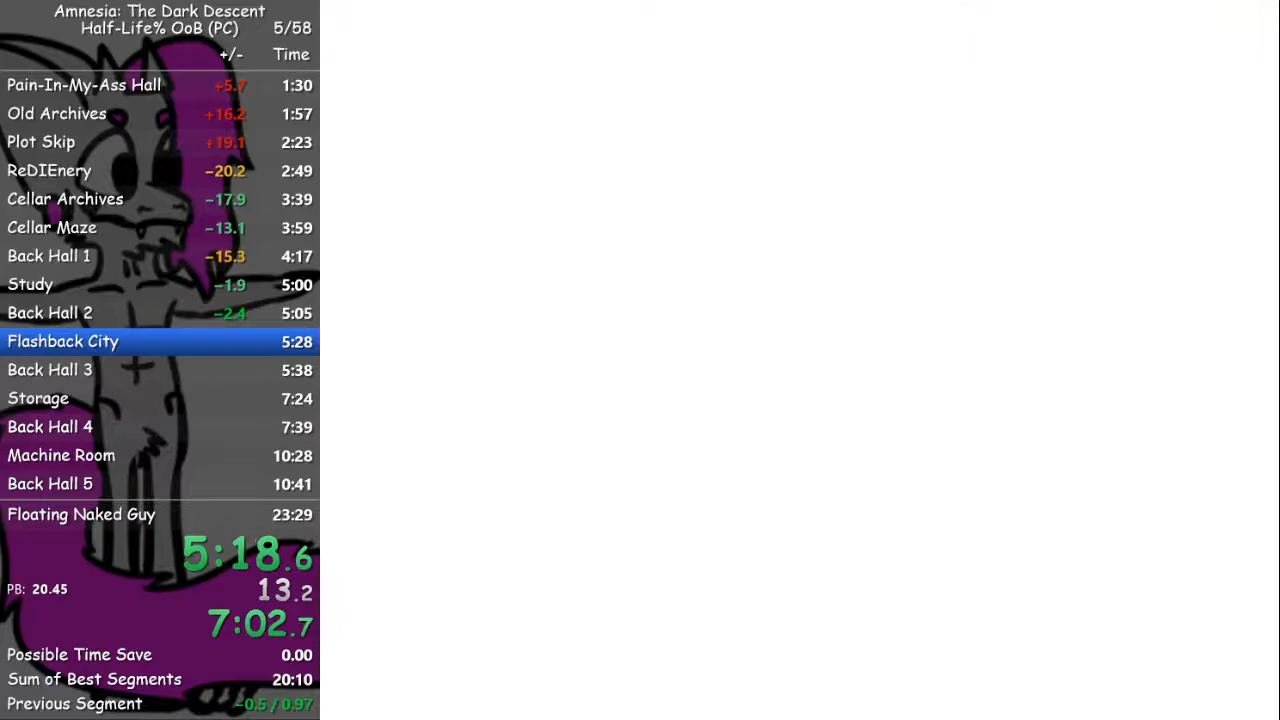 Amnesia: The Dark Descent
Half-Life% OoB (PC) 5/58
+/- Time
Pain-In-My-Ass Hall +5.7 1:30
Old Archives +16.2 1:57
Plot Skip +19.1 2:23
ReDIEnery −20.2 2:49
Cellar Archives −17.9 3:39
Cellar Maze −13.1 3:59
Back Hall 1 −15.3 4:17
Study −1.9 5:00
Back Hall 2 −2.4 5:05
Flashback City 5:28
Back Hall 3 5:38
Storage 7:24
Back Hall 4 7:39
Machine Room 10:28
Back Hall 5 10:41
Floating Naked Guy 23:29
5:18.6
PB: 20.45 13.2
7:02.7
Possible Time Save 0.00
Sum of Best Segments 20:10
Previous Segment −0.5 / 0.97